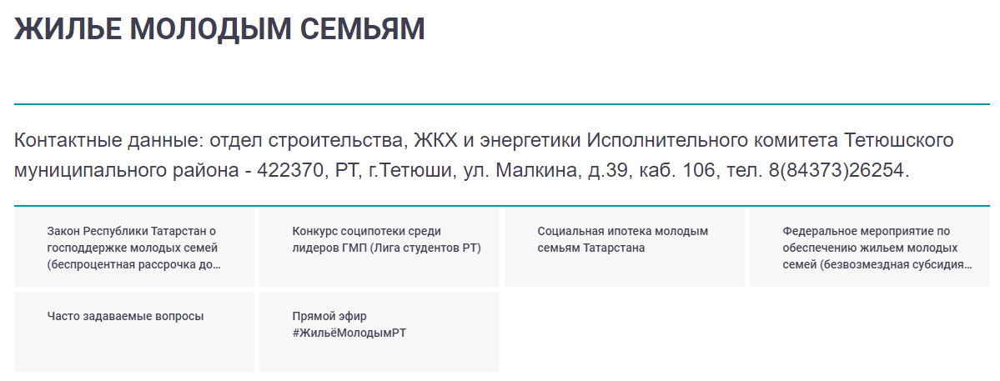 ЖИЛЬЕ МОЛОДЫМ СЕМЬЯМ
Контактные данные: отдел строительства, ЖКХ и энергетики Исполнительного комитета Тетюшского
муниципального района - 422370, РТ, г.Тетюши, ул. Малкина, д.39, каб. 106, тел. 8(84373)26254.
Закон Республики Татарстан о
господдержке молодых семей
(беспроцентная рассрочка до...
Конкурс соципотеки среди
лидеров ГМП (Лига студентов РТ)
Социальная ипотека молодым
семьям Татарстана
Федеральное мероприятие по
обеспечению жильем молодых
семей (безвозмездная субсидия...
Часто задаваемые вопросы
Прямой эфир
#ЖильёМолодымРТ